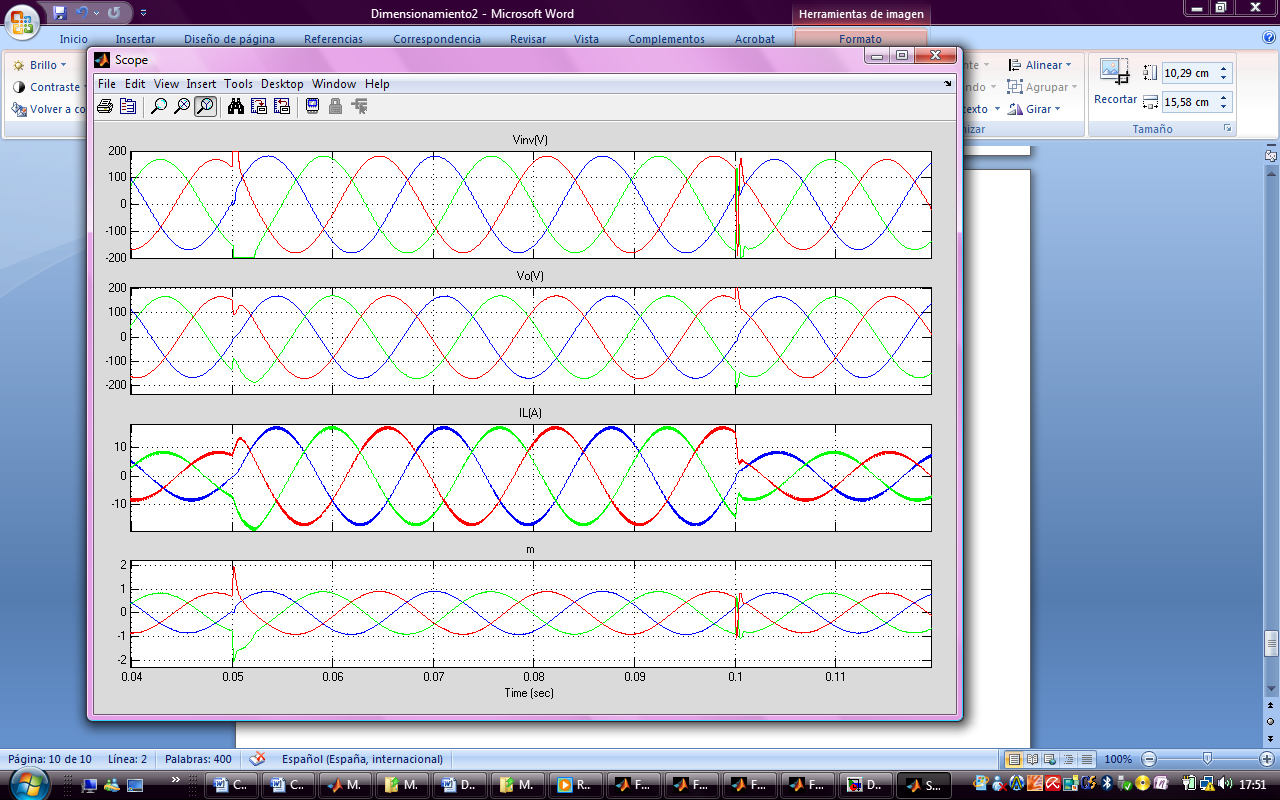 Dimensionamiento2 - Microsoft Word
Herramientas de imagen
Inicio Insertar Diseño de página Referencias Correspondencia Revisar Vista Complementos Acrobat Formato
Brillo
Contraste
Volver a co
Alinear
Agrupar
Girar
Recortar
10,29 cm
15,58 cm
Tamaño
Scope
File Edit View Insert Tools Desktop Window Help
Vinv(V)
200
100
0
-100
-200
Vo(V)
200
100
0
-100
-200
IL(A)
10
0
-10
m
2
1
0
-1
-2
0.04 0.05 0.06 0.07 0.08 0.09 0.1 0.11
Time (sec)
Página: 10 de 10 Línea: 2 Palabras: 400 Español (España, internacional) 100%
C... C... M. M. D... M. R... F... F... F... F... D... S... 17:51